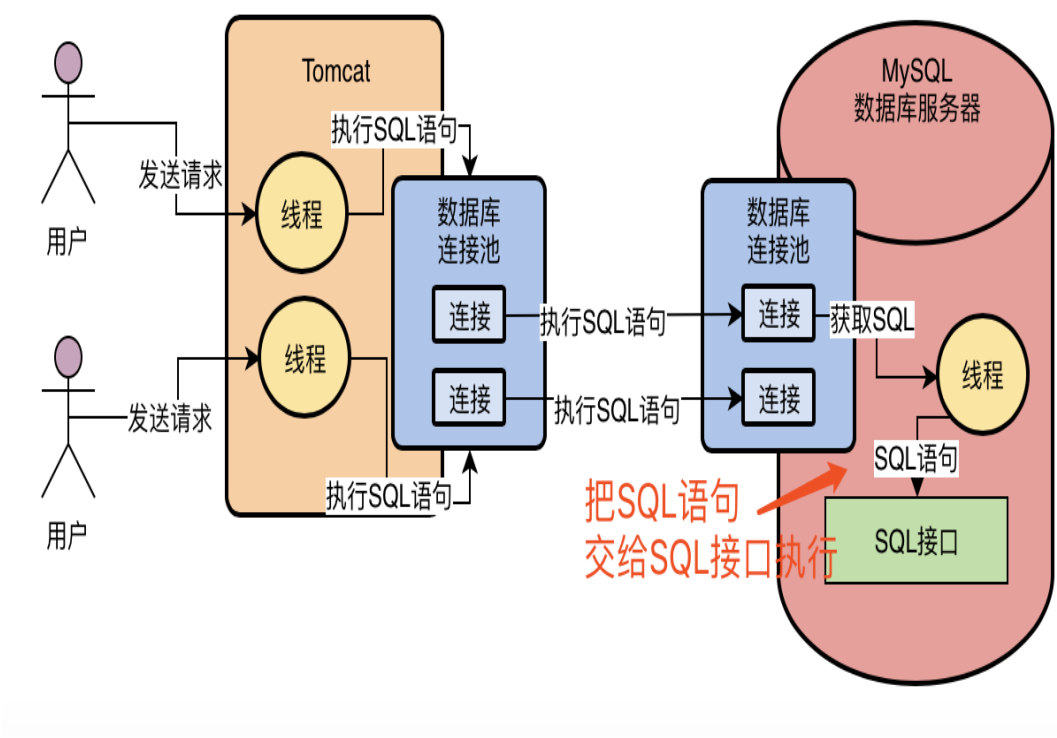 Tomcat
MySQL
数据库服务器
执行SQL语句
发送请求
线程
用户
数据库
连接池
连接
执行SQL语句
数据库
连接池
连接
获取SQL
线程
线程
连接
执行SQL语句
连接
发送请求
SQL语句
执行SQL语句
把SQL语句
交给SQL接口执行
SQL接口
用户